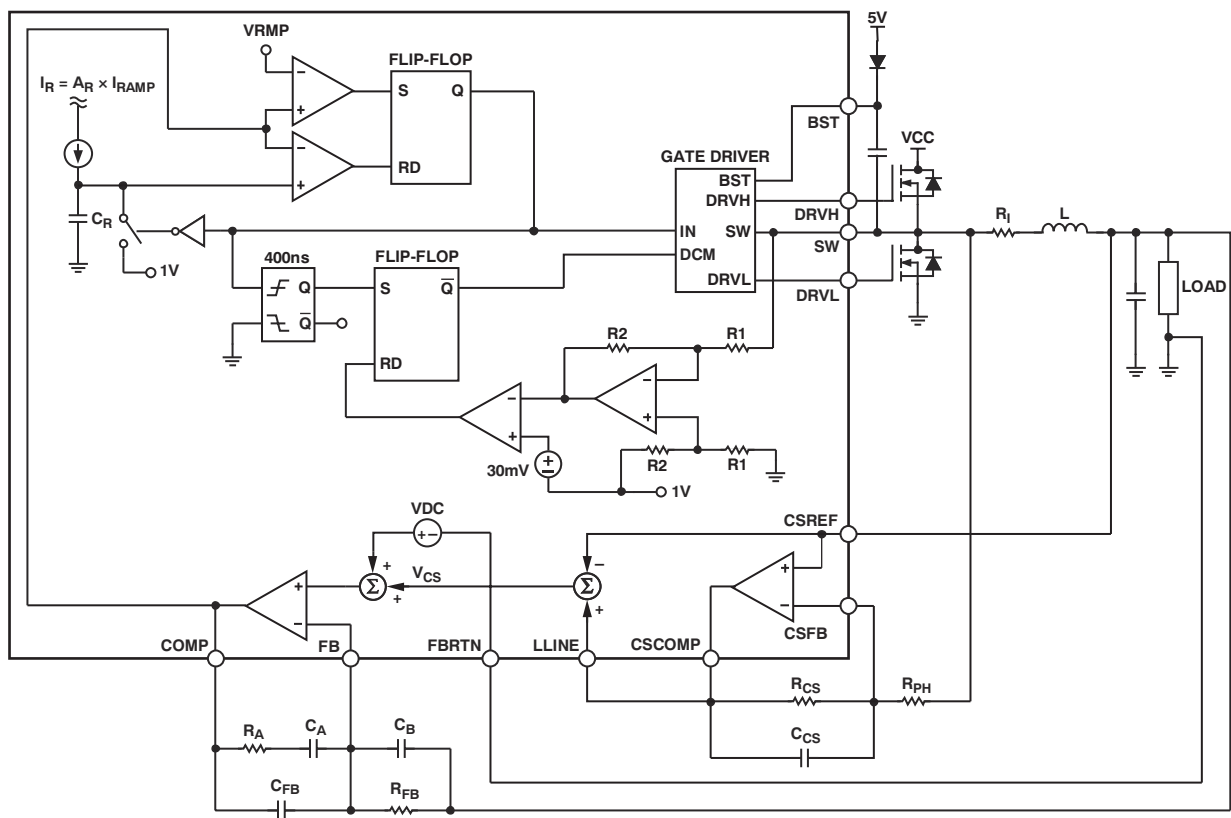 5V
VRMP
FLIP-FLOP
I_R = A_R × I_RAMP
S
Q
BST
VCC
GATE DRIVER
RD
BST
DRVH
DRVH
C_R
R_I
L
IN
SW
SW
1V
400ns
FLIP-FLOP
DCM
Q
S
Q̅
DRVL
DRVL
LOAD
Q̅
R2
R1
RD
30mV
R2
R1
1V
VDC
CSREF
V_CS
Σ
Σ
COMP
FB
FBRTN
LLINE
CSCOMP
CSFB
R_CS
R_PH
R_A
C_A
C_B
C_CS
C_FB
R_FB